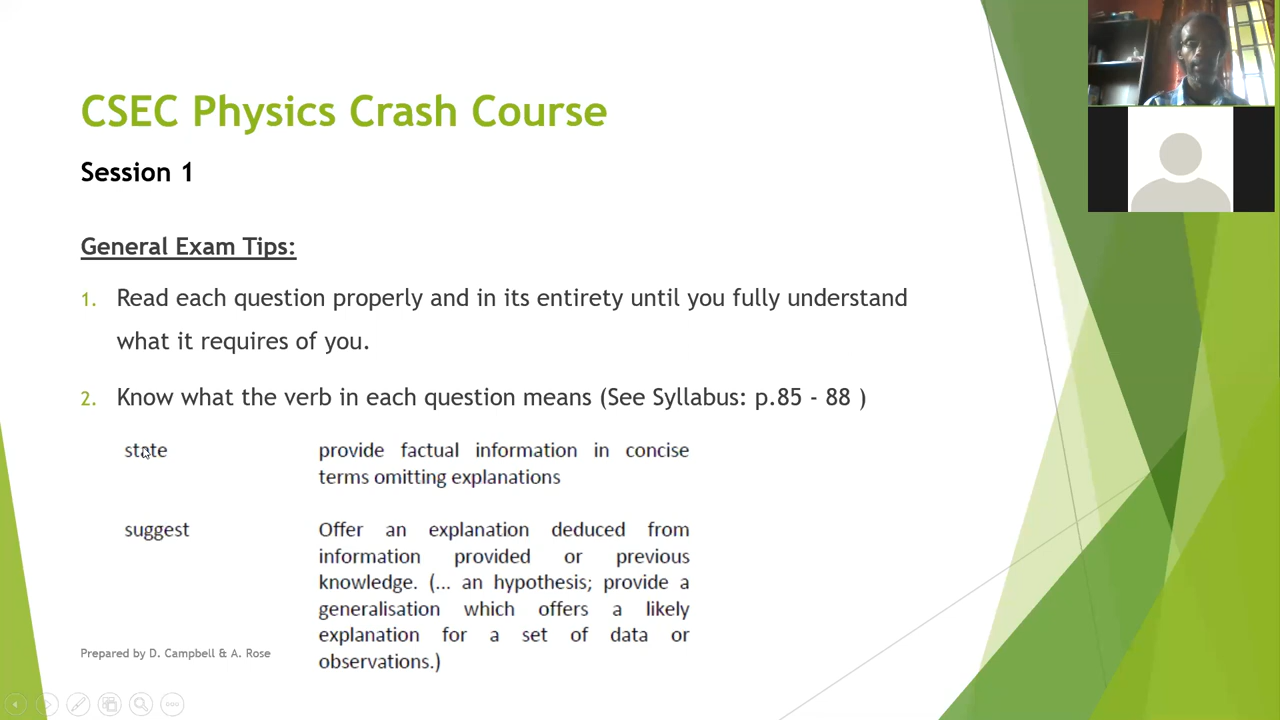 CSEC Physics Crash Course
Session 1
General Exam Tips:
1. Read each question properly and in its entirety until you fully understand
what it requires of you.
2. Know what the verb in each question means (See Syllabus: p.85 - 88 )
state provide factual information in concise
terms omitting explanations
suggest Offer an explanation deduced from
information provided or previous
knowledge. (... an hypothesis; provide a
generalisation which offers a likely
explanation for a set of data or
observations.)
Prepared by D. Campbell & A. Rose